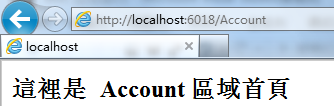 http://localhost:6018/Account
localhost
這裡是 Account 區域首頁